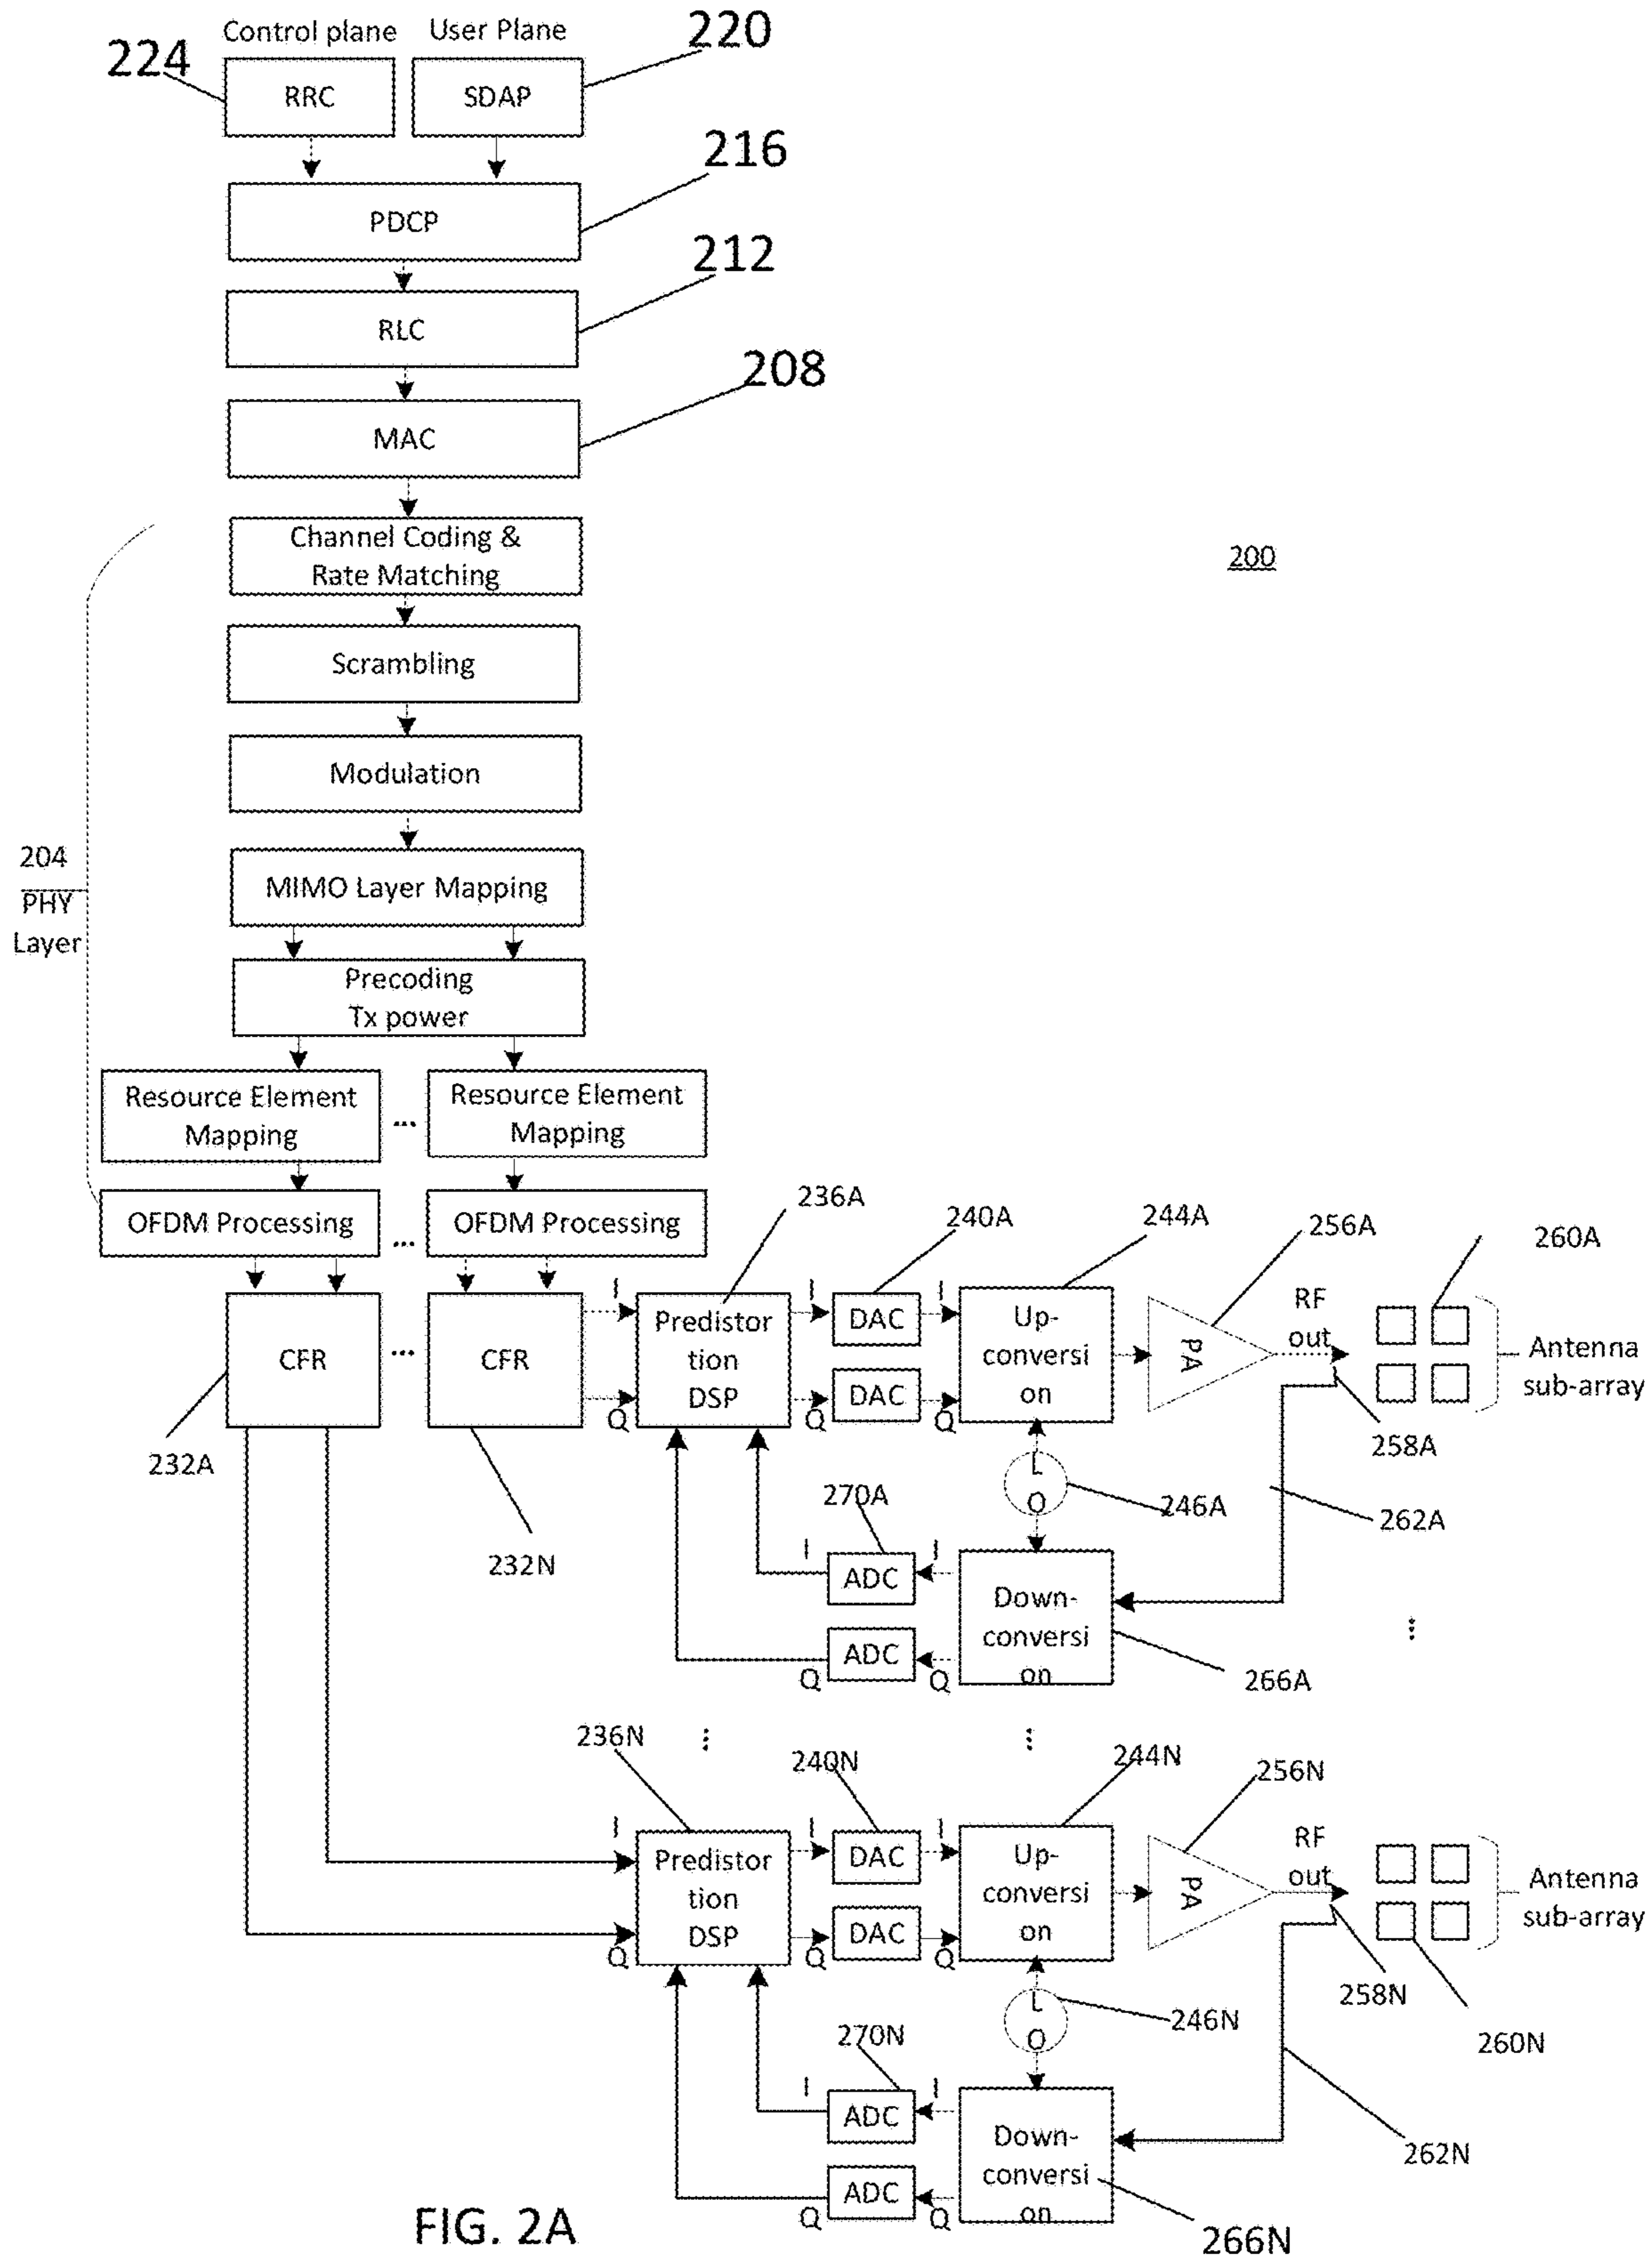 Control plane
User Plane
220
224
RRC
SDAP
216
PDCP
212
RLC
208
MAC
Channel Coding &
Rate Matching
200
Scrambling
Modulation
204
PHY
Layer
MIMO Layer Mapping
Precoding
Tx power
Resource Element
Mapping
...
Resource Element
Mapping
OFDM Processing
...
OFDM Processing
236A
240A
244A
256A
260A
CFR
...
CFR
I
Q
Predistor
tion
DSP
I
Q
DAC
DAC
I
Q
Up-
conversi
on
PA
RF
out
Antenna
sub-array
258A
232A
232N
L
O
246A
262A
270A
I
ADC
I
Q
ADC
Q
Down-
conversi
on
266A
...
...
...
236N
240N
244N
256N
I
Q
Predistor
tion
DSP
I
Q
DAC
DAC
I
Q
Up-
conversi
on
PA
RF
out
Antenna
sub-array
258N
260N
L
O
246N
262N
270N
I
ADC
I
Q
ADC
Q
Down-
conversi
on
266N
FIG. 2A